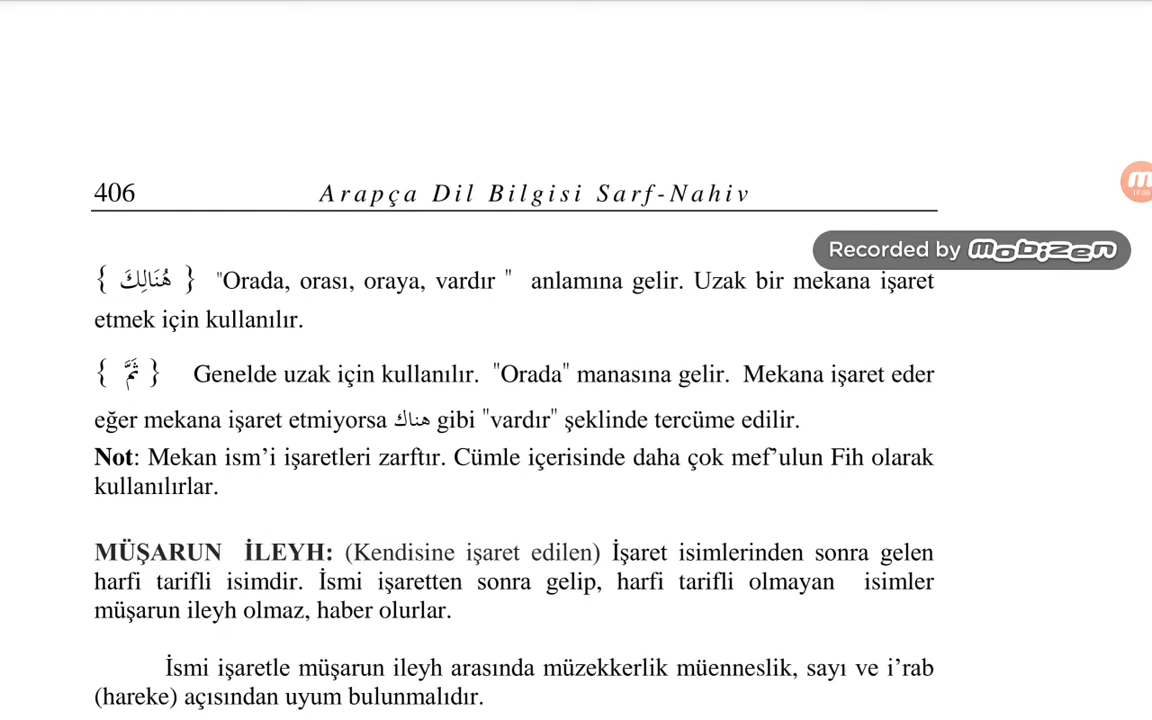 406 Arapça Dil Bilgisi Sarf-Nahiv
Recorded by mobizen
{ هُنَالِكَ } "Orada, orası, oraya, vardır " anlamına gelir. Uzak bir mekana işaret
etmek için kullanılır.
{ ثَمَّ } Genelde uzak için kullanılır. "Orada" manasına gelir. Mekana işaret eder
eğer mekana işaret etmiyorsa هناك gibi "vardır" şeklinde tercüme edilir.
Not: Mekan ism’i işaretleri zarftır. Cümle içerisinde daha çok mef’ulun Fih olarak
kullanılırlar.
MÜŞARUN İLEYH: (Kendisine işaret edilen) İşaret isimlerinden sonra gelen
harfi tarifli isimdir. İsmi işaretten sonra gelip, harfi tarifli olmayan isimler
müşarun ileyh olmaz, haber olurlar.
İsmi işaretle müşarun ileyh arasında müzekkerlik müenneslik, sayı ve i’rab
(hareke) açısından uyum bulunmalıdır.